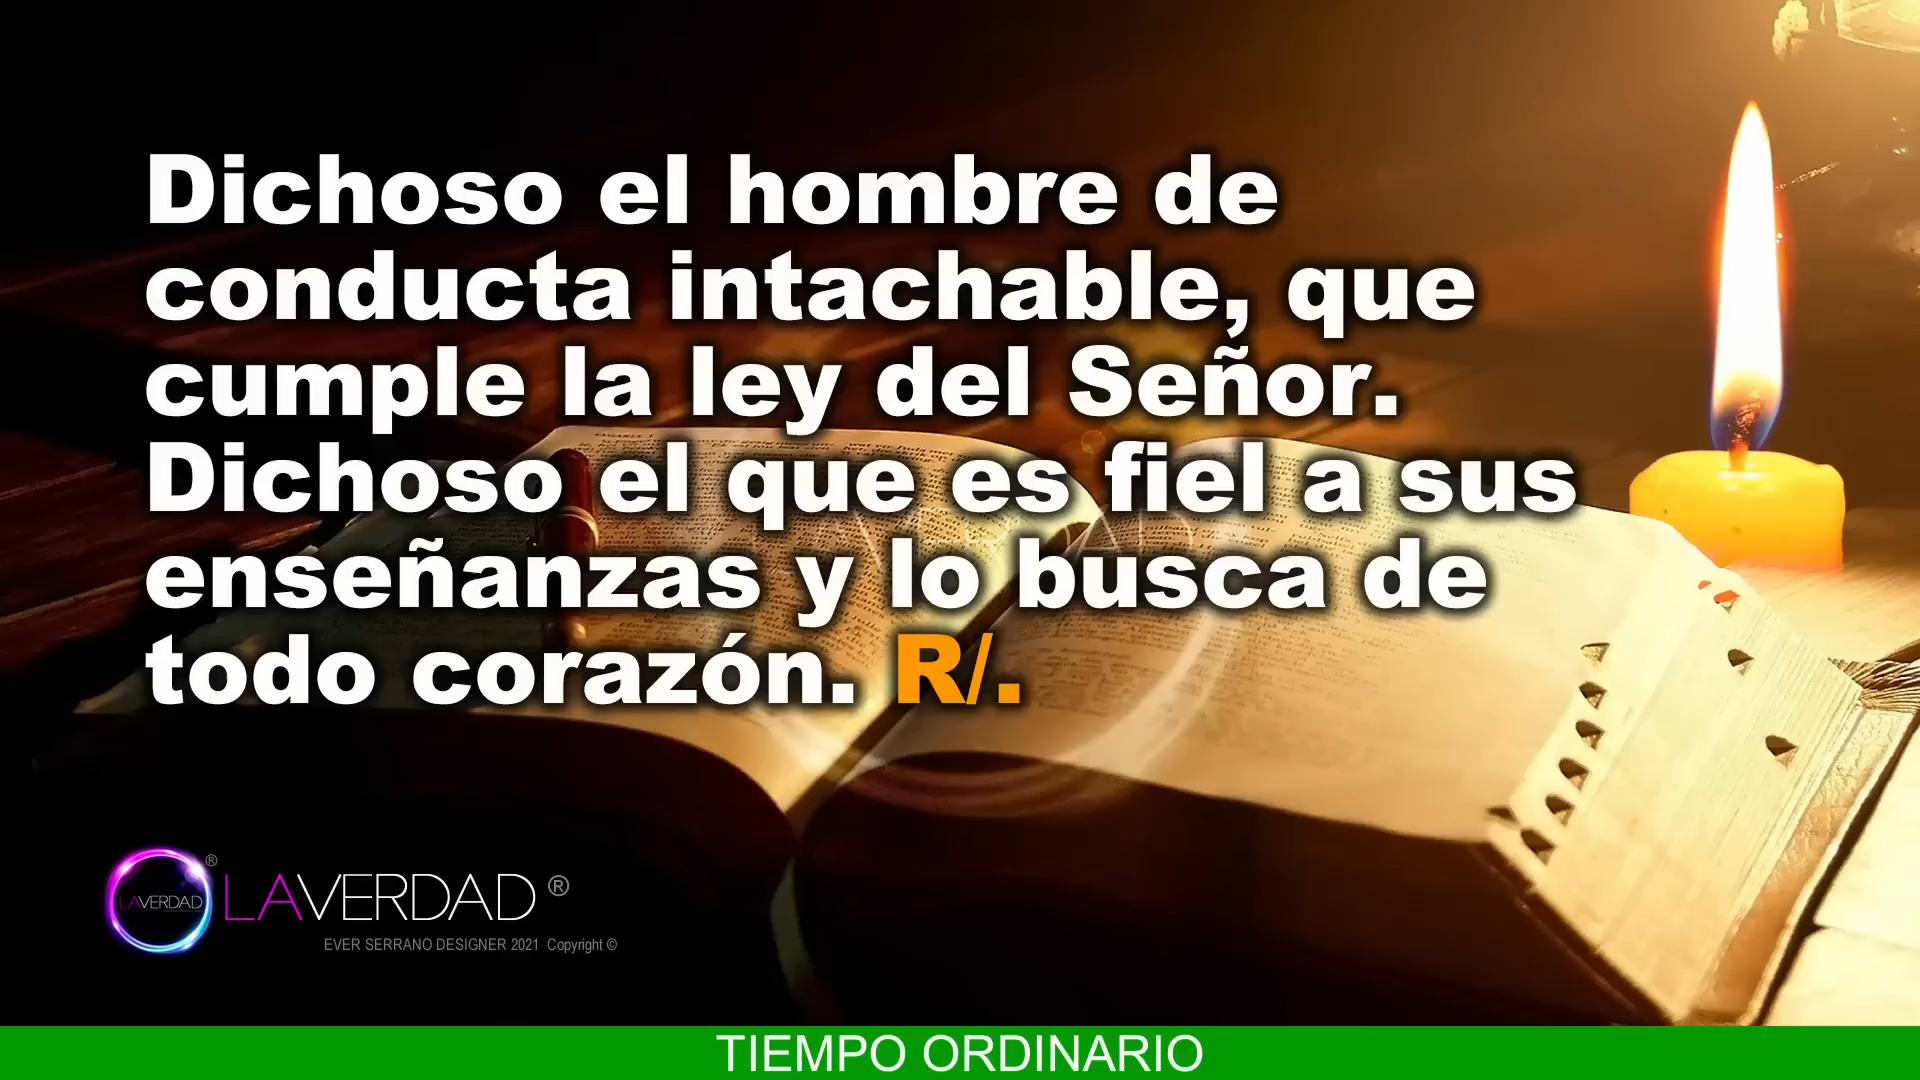 Dichoso el hombre de
conducta intachable, que
cumple la ley del Señor.
Dichoso el que es fiel a sus
enseñanzas y lo busca de
todo corazón. R/.
LAVERDAD ®
LAVERDAD ®
EVER SERRANO DESIGNER 2021 Copyright ©
TIEMPO ORDINARIO